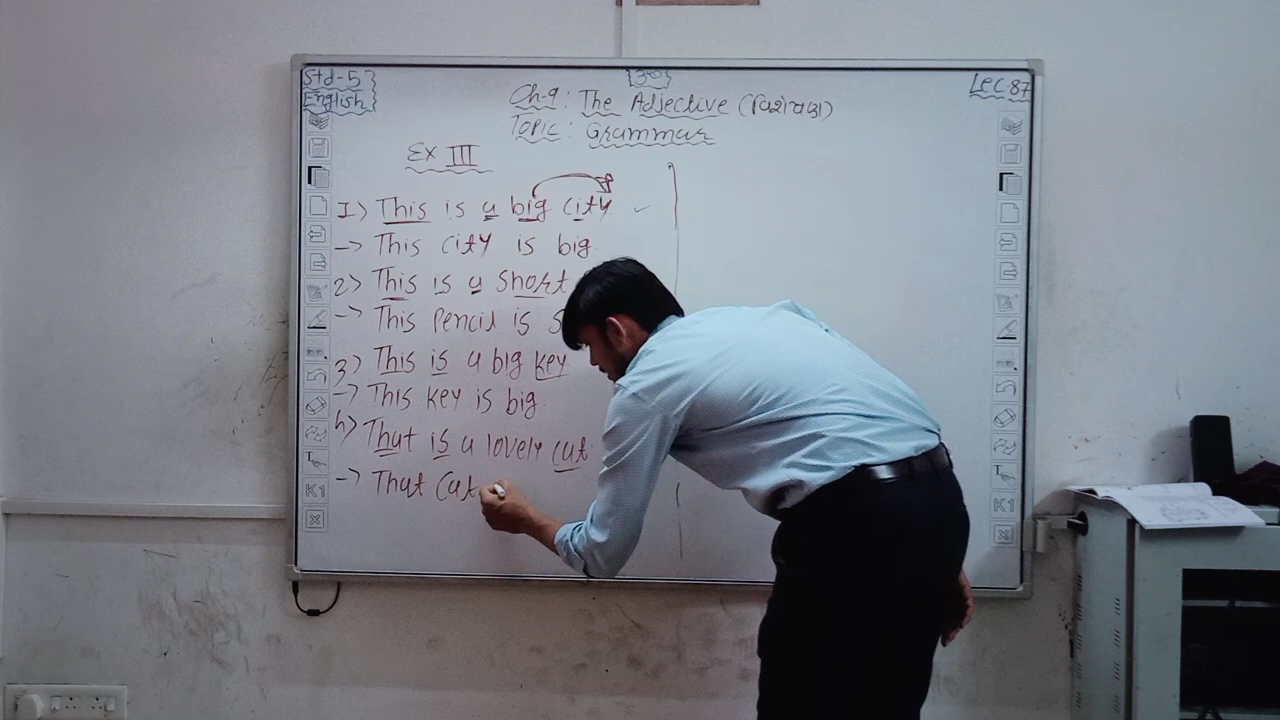 Std-5
English
Lec-87
Ch-9: The Adjective (વિશેષણ)
Topic: Grammar
Ex III
1) This is a big city
→ This city is big.
2) This is a short
→ This Pencil is S
3) This is a big key
→ This key is big
4) That is a lovely cat
→ That Cat
T
K1
T
K1